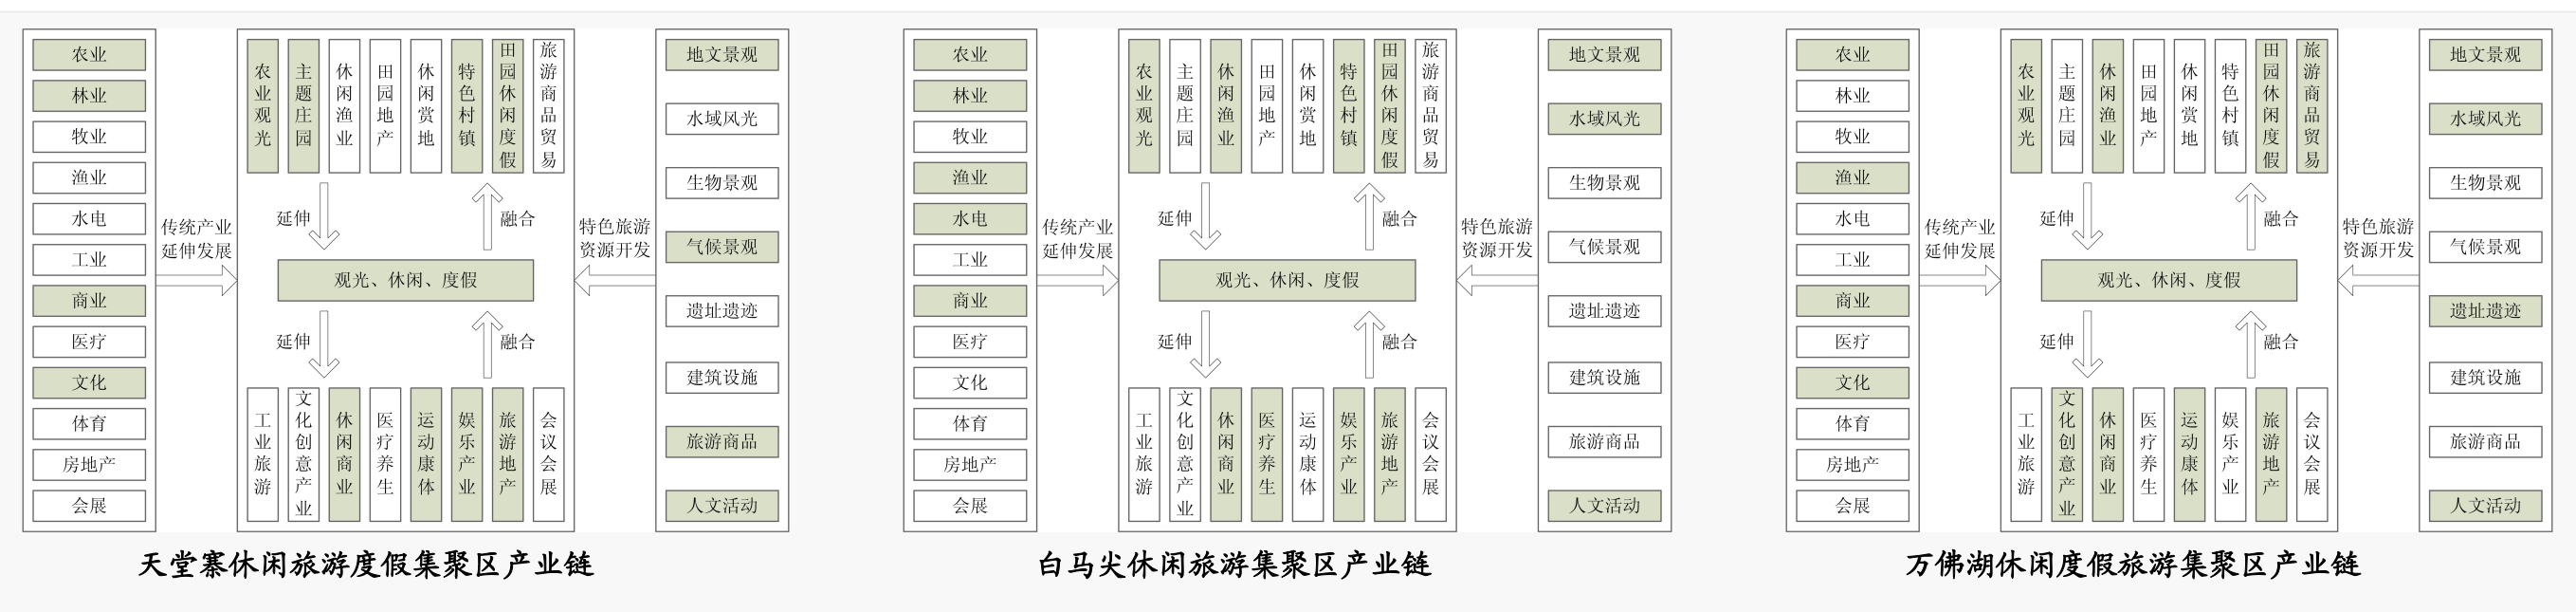 农业
林业
牧业
渔业
水电
工业
商业
医疗
文化
体育
房地产
会展
传统产业
延伸发展
农业观光
主题庄园
休闲渔业
田园地产
休闲赏地
特色村镇
田园休闲度假
旅游商品贸易
延伸
融合
观光、休闲、度假
延伸
融合
工业旅游
文化创意产业
休闲商业
医疗养生
运动康体
娱乐产业
旅游地产
会议会展
特色旅游
资源开发
地文景观
水域风光
生物景观
气候景观
遗址遗迹
建筑设施
旅游商品
人文活动
天堂寨休闲旅游度假集聚区产业链
农业
林业
牧业
渔业
水电
工业
商业
医疗
文化
体育
房地产
会展
传统产业
延伸发展
农业观光
主题庄园
休闲渔业
田园地产
休闲赏地
特色村镇
田园休闲度假
旅游商品贸易
延伸
融合
观光、休闲、度假
延伸
融合
工业旅游
文化创意产业
休闲商业
医疗养生
运动康体
娱乐产业
旅游地产
会议会展
特色旅游
资源开发
地文景观
水域风光
生物景观
气候景观
遗址遗迹
建筑设施
旅游商品
人文活动
白马尖休闲旅游集聚区产业链
农业
林业
牧业
渔业
水电
工业
商业
医疗
文化
体育
房地产
会展
传统产业
延伸发展
农业观光
主题庄园
休闲渔业
田园地产
休闲赏地
特色村镇
田园休闲度假
旅游商品贸易
延伸
融合
观光、休闲、度假
延伸
融合
工业旅游
文化创意产业
休闲商业
医疗养生
运动康体
娱乐产业
旅游地产
会议会展
特色旅游
资源开发
地文景观
水域风光
生物景观
气候景观
遗址遗迹
建筑设施
旅游商品
人文活动
万佛湖休闲度假旅游集聚区产业链